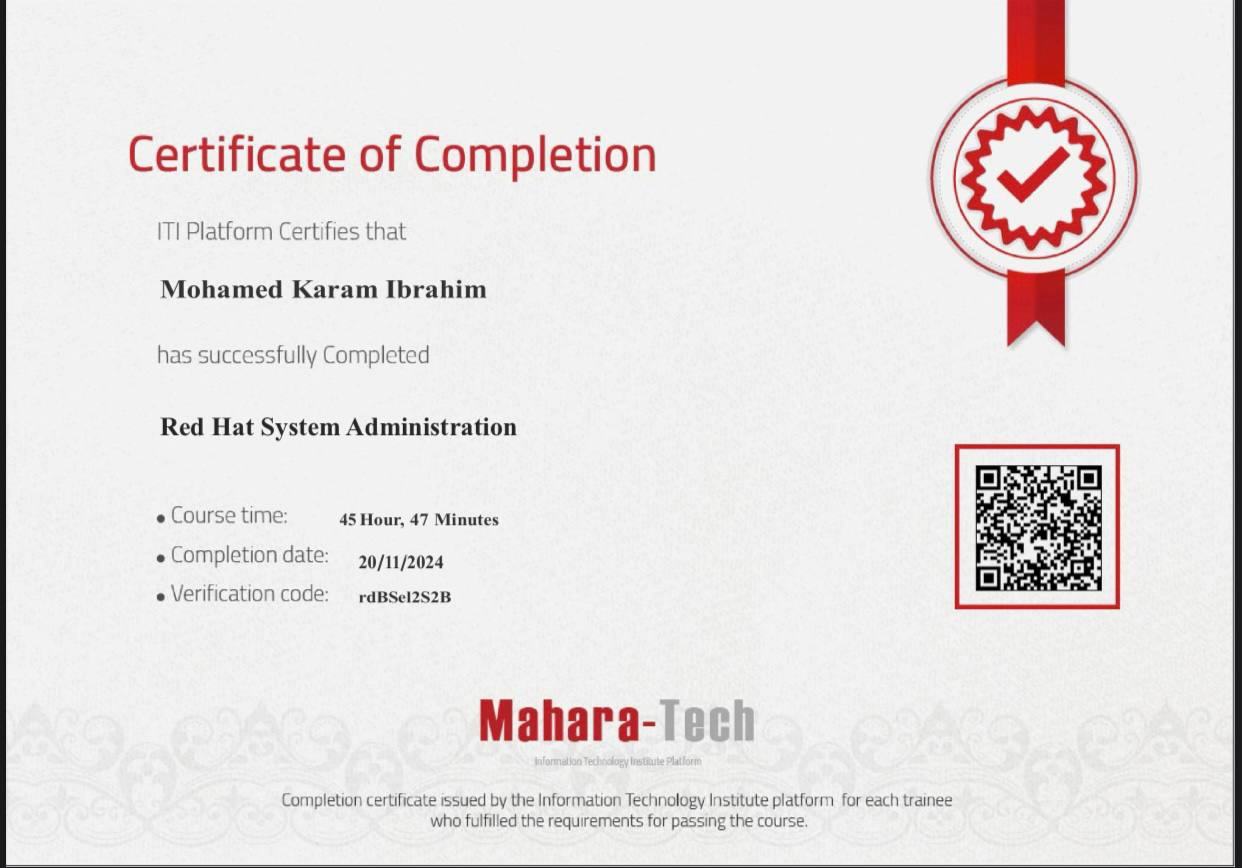 Certificate of Completion
ITI Platform Certifies that
Mohamed Karam Ibrahim
has successfully Completed
Red Hat System Administration
• Course time: 45 Hour, 47 Minutes
• Completion date: 20/11/2024
• Verification code: rdBSel2S2B
Mahara-Tech
Information Technology Institute Platform
Completion certificate issued by the Information Technology Institute platform for each trainee
who fulfilled the requirements for passing the course.